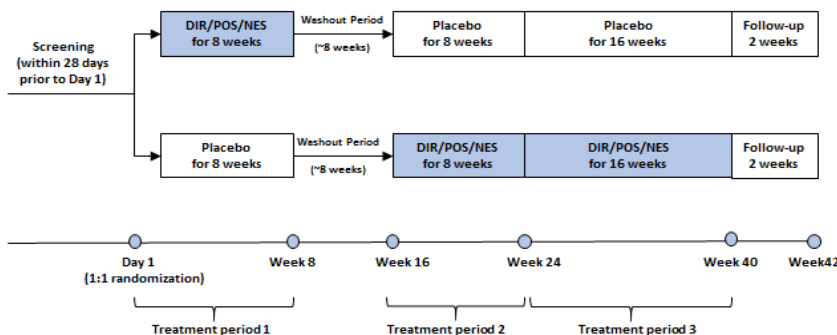 Screening
(within 28 days
prior to Day 1)
DIR/POS/NES
for 8 weeks
Washout Period
(~8 weeks)
Placebo
for 8 weeks
Placebo
for 16 weeks
Follow-up
2 weeks
Placebo
for 8 weeks
Washout Period
(~8 weeks)
DIR/POS/NES
for 8 weeks
DIR/POS/NES
for 16 weeks
Follow-up
2 weeks
Day 1
(1:1 randomization)
Week 8
Week 16
Week 24
Week 40
Week42
Treatment period 1
Treatment period 2
Treatment period 3